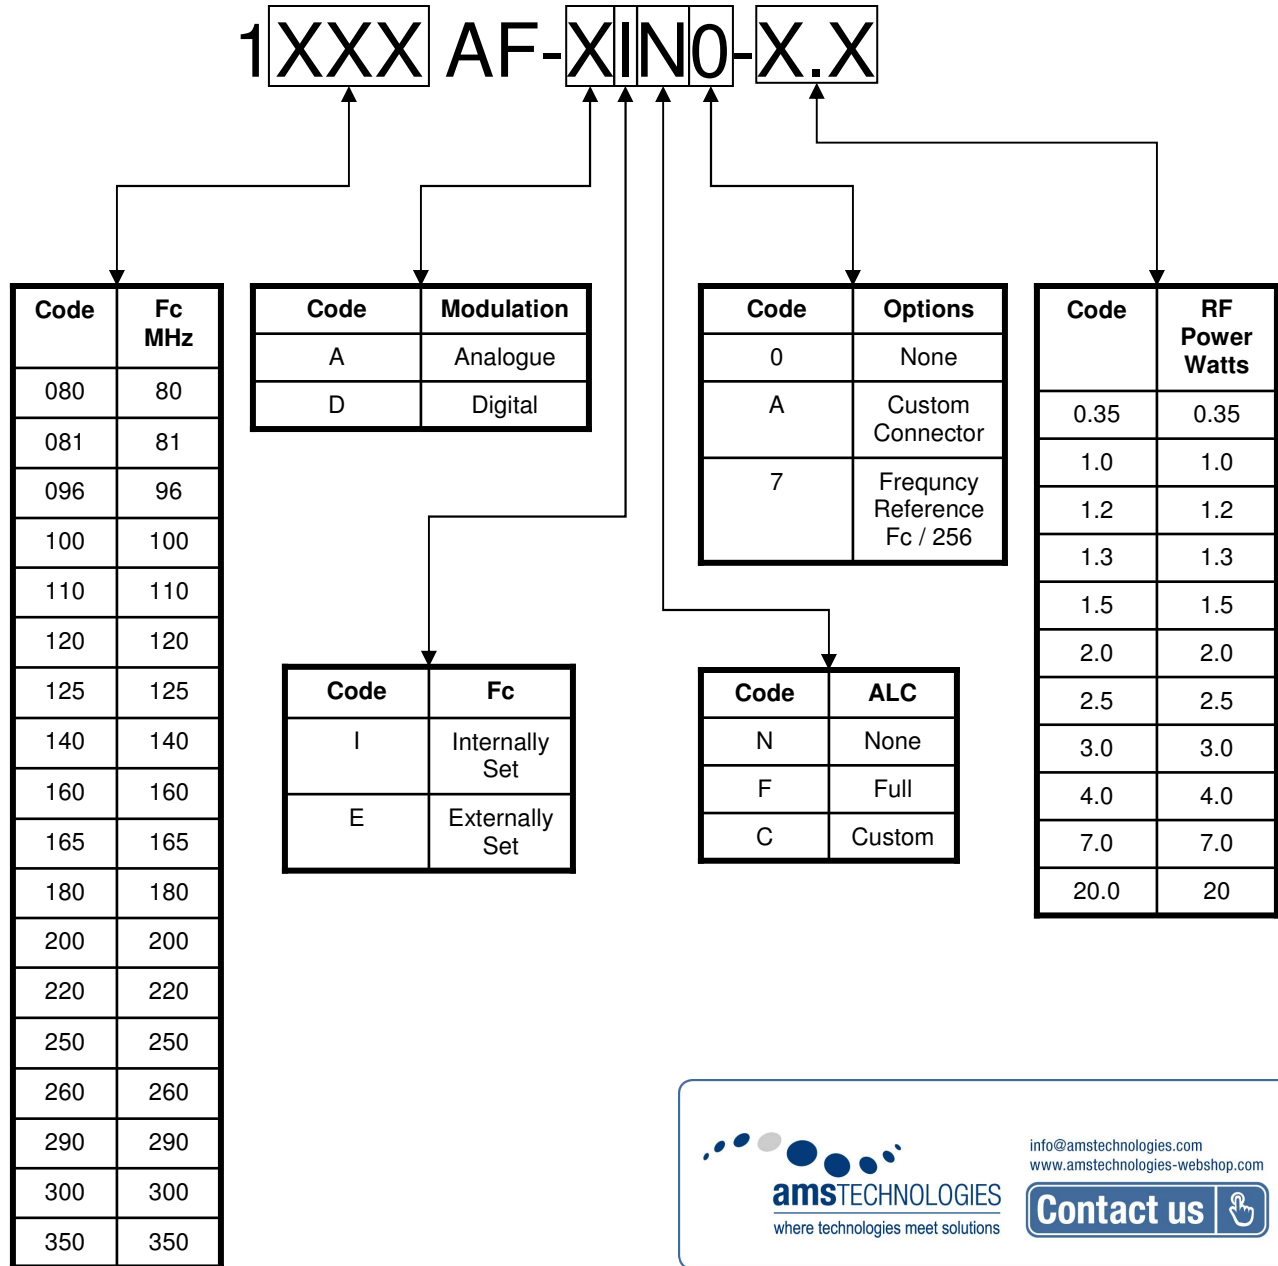 1XXX AF-XIN0-X.X
Code Fc MHz
080 80
081 81
096 96
100 100
110 110
120 120
125 125
140 140
160 160
165 165
180 180
200 200
220 220
250 250
260 260
290 290
300 300
350 350
Code Modulation
A Analogue
D Digital
Code Fc
I Internally Set
E Externally Set
Code Options
0 None
A Custom Connector
7 Frequncy Reference Fc / 256
Code ALC
N None
F Full
C Custom
Code RF Power Watts
0.35 0.35
1.0 1.0
1.2 1.2
1.3 1.3
1.5 1.5
2.0 2.0
2.5 2.5
3.0 3.0
4.0 4.0
7.0 7.0
20.0 20
amsTECHNOLOGIES
where technologies meet solutions
info@amstechnologies.com
www.amstechnologies-webshop.com
Contact us